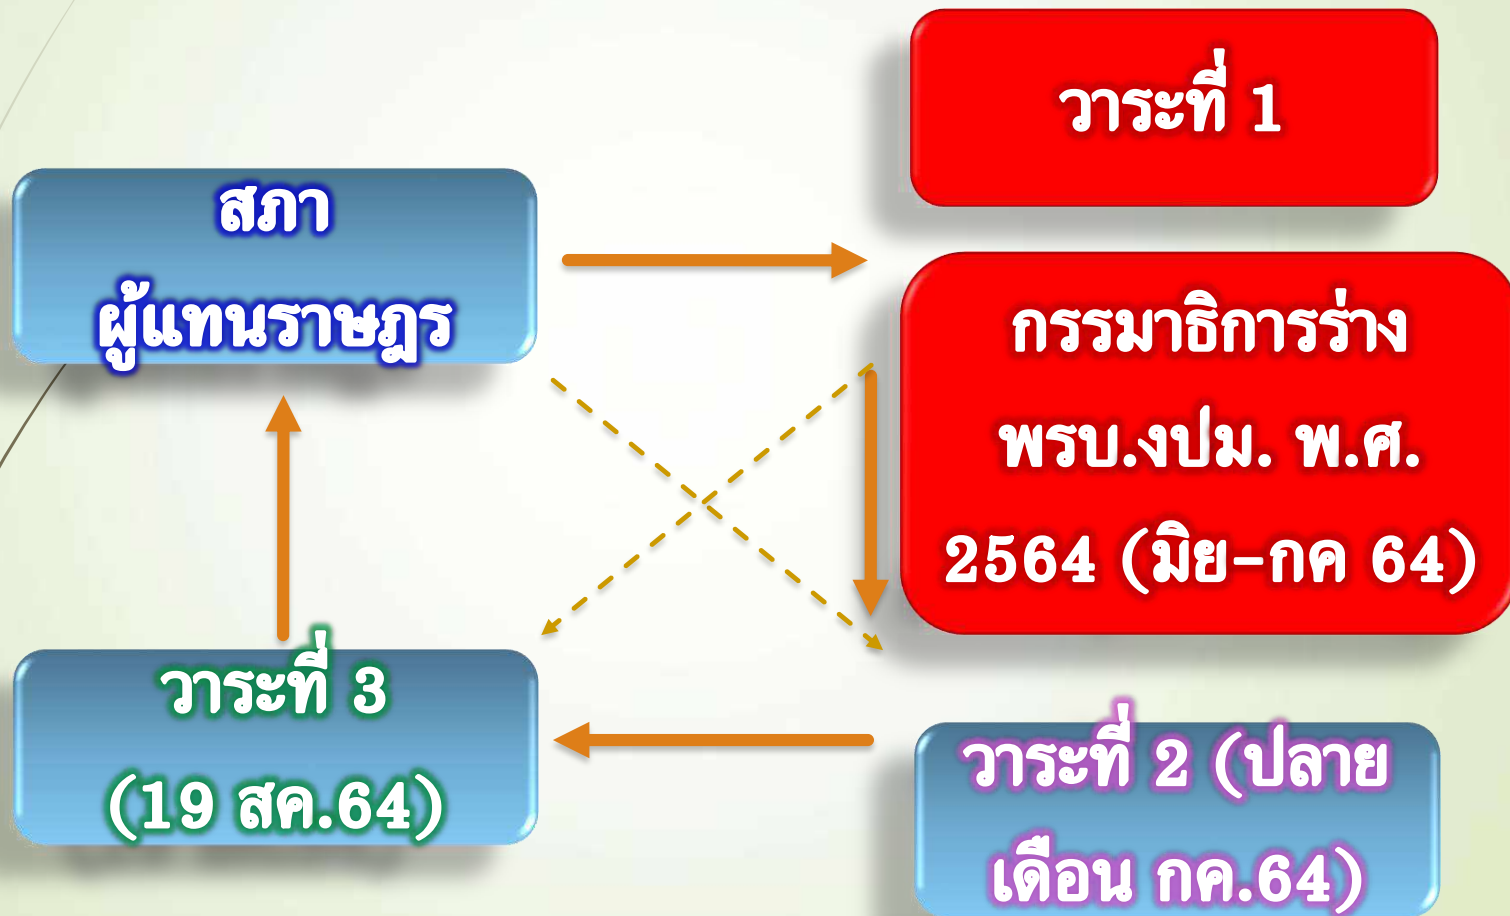 วาระที่ 1
สภา
ผู้แทนราษฎร
กรรมาธิการร่าง
พรบ.งปม. พ.ศ.
2564 (มิย-กค 64)
วาระที่ 3
(19 สค.64)
วาระที่ 2 (ปลาย
เดือน กค.64)